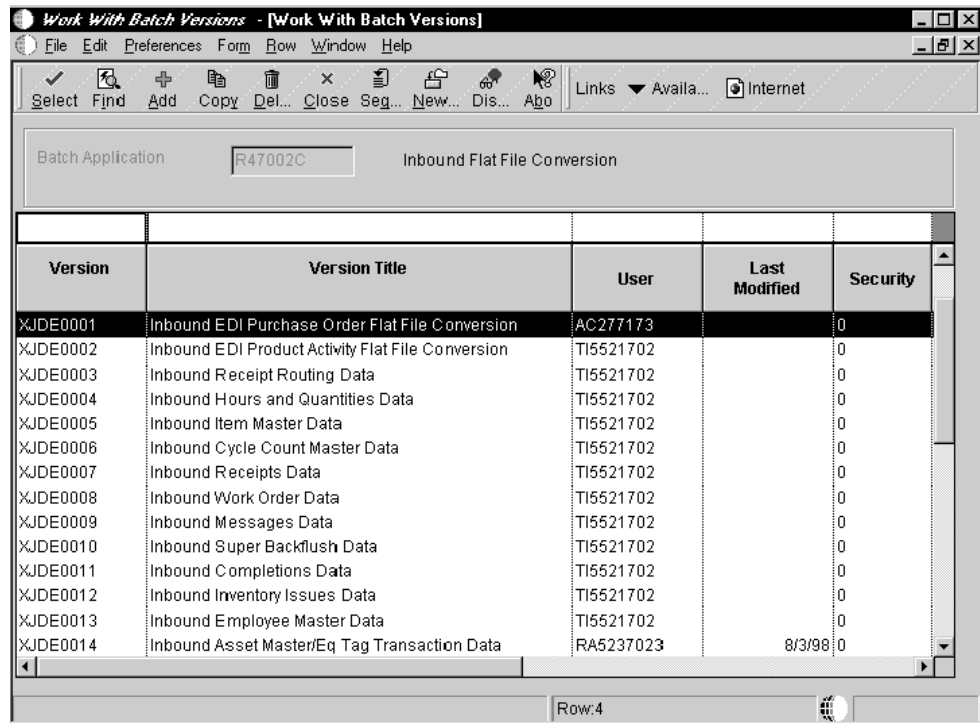 Work With Batch Versions - [Work With Batch Versions]
File Edit Preferences Form Row Window Help
Select Find Add Copy Del... Close Seq... New... Dis... Abo Links Availa... Internet
Batch Application R47002C Inbound Flat File Conversion
Version Version Title User Last Modified Security
XJDE0001 Inbound EDI Purchase Order Flat File Conversion AC277173 0
XJDE0002 Inbound EDI Product Activity Flat File Conversion TI5521702 0
XJDE0003 Inbound Receipt Routing Data TI5521702 0
XJDE0004 Inbound Hours and Quantities Data TI5521702 0
XJDE0005 Inbound Item Master Data TI5521702 0
XJDE0006 Inbound Cycle Count Master Data TI5521702 0
XJDE0007 Inbound Receipts Data TI5521702 0
XJDE0008 Inbound Work Order Data TI5521702 0
XJDE0009 Inbound Messages Data TI5521702 0
XJDE0010 Inbound Super Backflush Data TI5521702 0
XJDE0011 Inbound Completions Data TI5521702 0
XJDE0012 Inbound Inventory Issues Data TI5521702 0
XJDE0013 Inbound Employee Master Data TI5521702 0
XJDE0014 Inbound Asset Master/Eq Tag Transaction Data RA5237023 8/3/98 0
Row:4